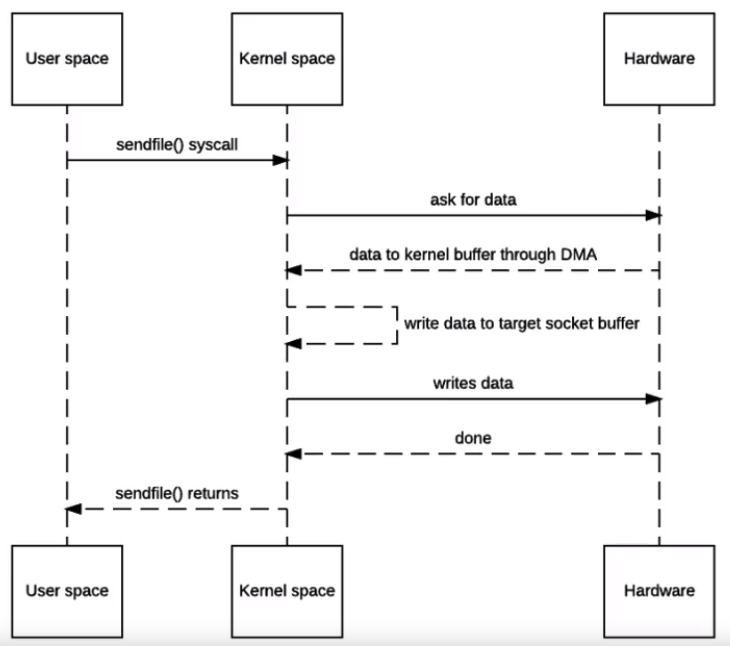 User space
Kernel space
Hardware
sendfile() syscall
ask for data
data to kernel buffer through DMA
write data to target socket buffer
writes data
done
sendfile() returns
User space
Kernel space
Hardware